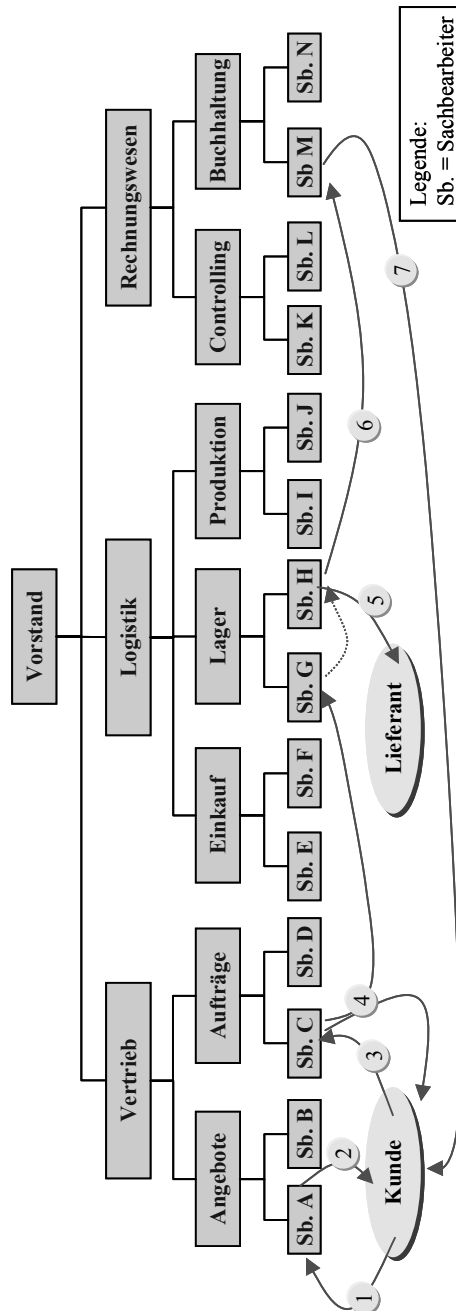 Vorstand
Vertrieb
Logistik
Rechnungswesen
Angebote
Aufträge
Einkauf
Lager
Produktion
Controlling
Buchhaltung
Sb. A
Sb. B
Sb. C
Sb. D
Sb. E
Sb. F
Sb. G
Sb. H
Sb. I
Sb. J
Sb. K
Sb. L
Sb M
Sb. N
1
2
3
4
5
6
7
Kunde
Lieferant
Legende:
Sb. = Sachbearbeiter